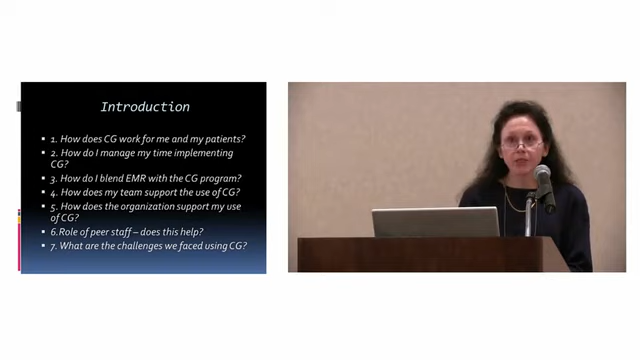 Introduction
1. How does CG work for me and my patients?
2. How do I manage my time implementing
CG?
3. How do I blend EMR with the CG program?
4. How does my team support the use of CG?
5. How does the organization support my use
of CG?
6.Role of peer staff – does this help?
7. What are the challenges we faced using CG?